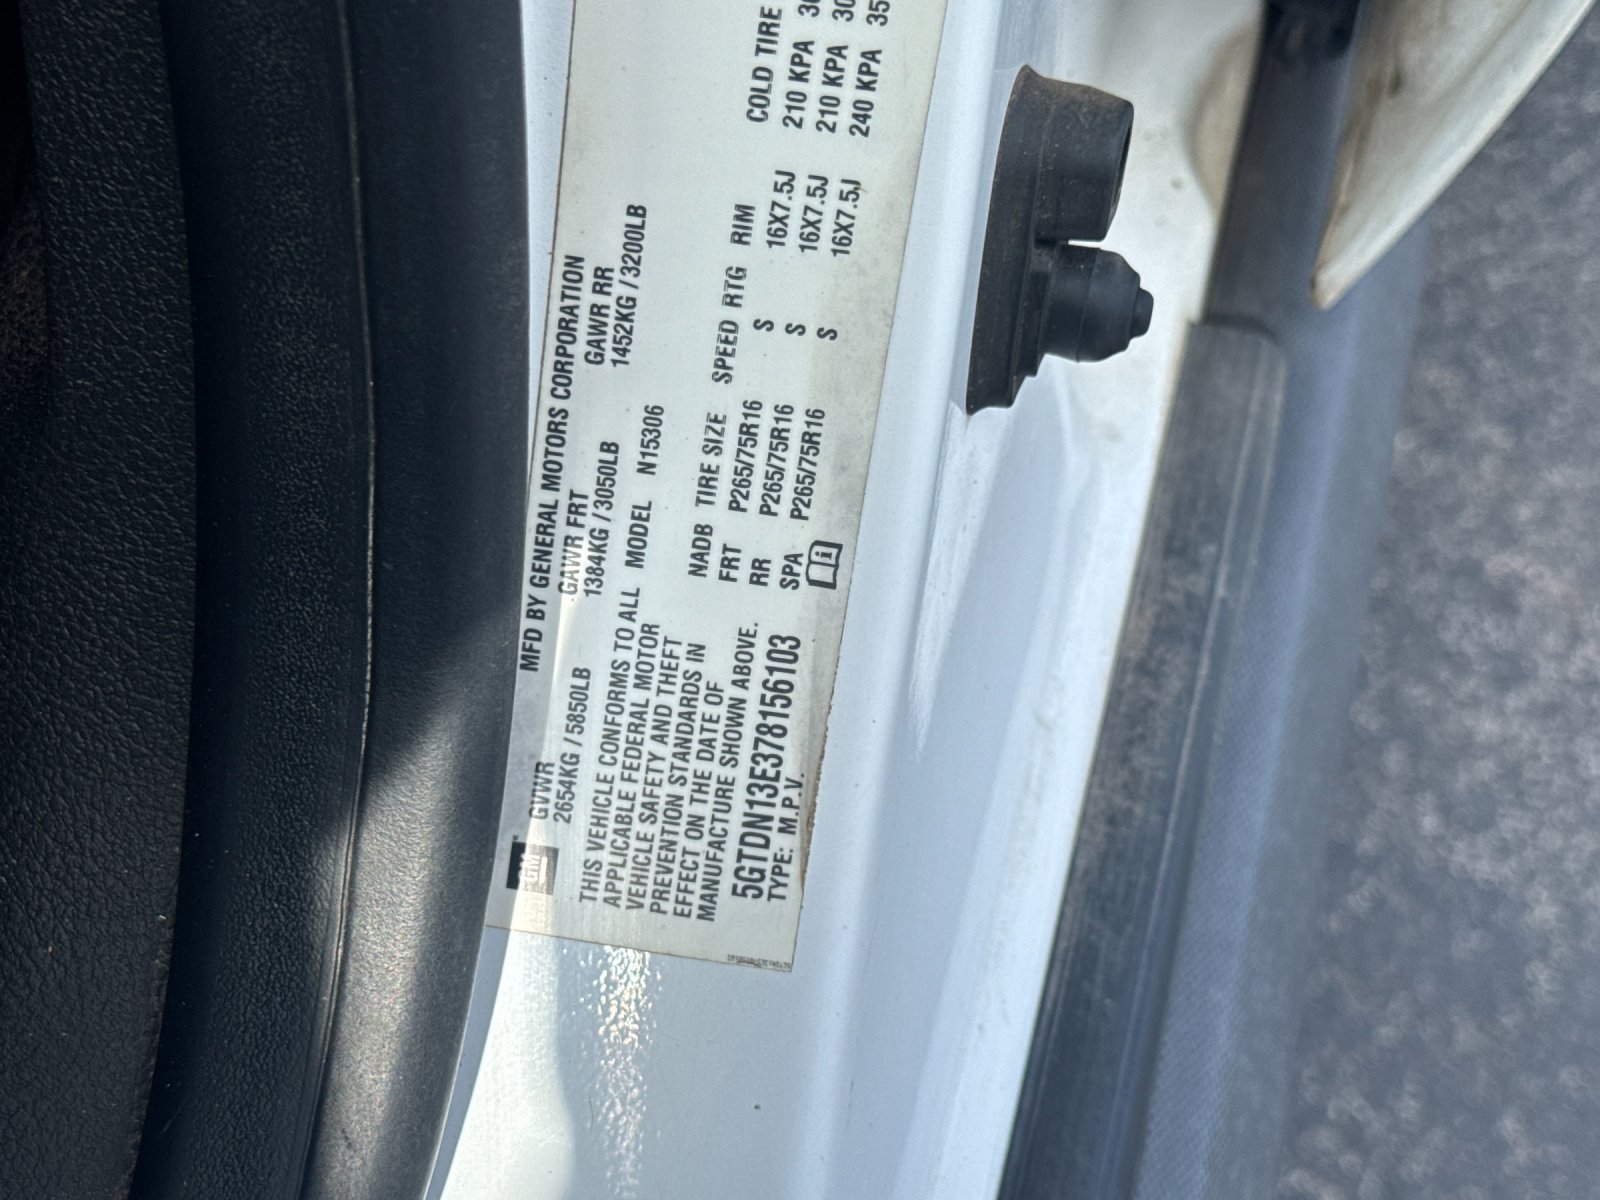 MFD BY GENERAL MOTORS CORPORATION
GM
GVWR GAWR FRT GAWR RR
2654KG /5850LB 1384KG /3050LB 1452KG /3200LB
THIS VEHICLE CONFORMS TO ALL
APPLICABLE FEDERAL MOTOR
VEHICLE SAFETY AND THEFT
PREVENTION STANDARDS IN
EFFECT ON THE DATE OF
MANUFACTURE SHOWN ABOVE.
5GTDN13E378156103
TYPE: M.P.V.
MODEL N15306
NADB TIRE SIZE SPEED RTG RIM COLD TIRE
FRT P265/75R16 S 16X7.5J 210 KPA
RR P265/75R16 S 16X7.5J 210 KPA 30
SPA P265/75R16 S 16X7.5J 240 KPA 35